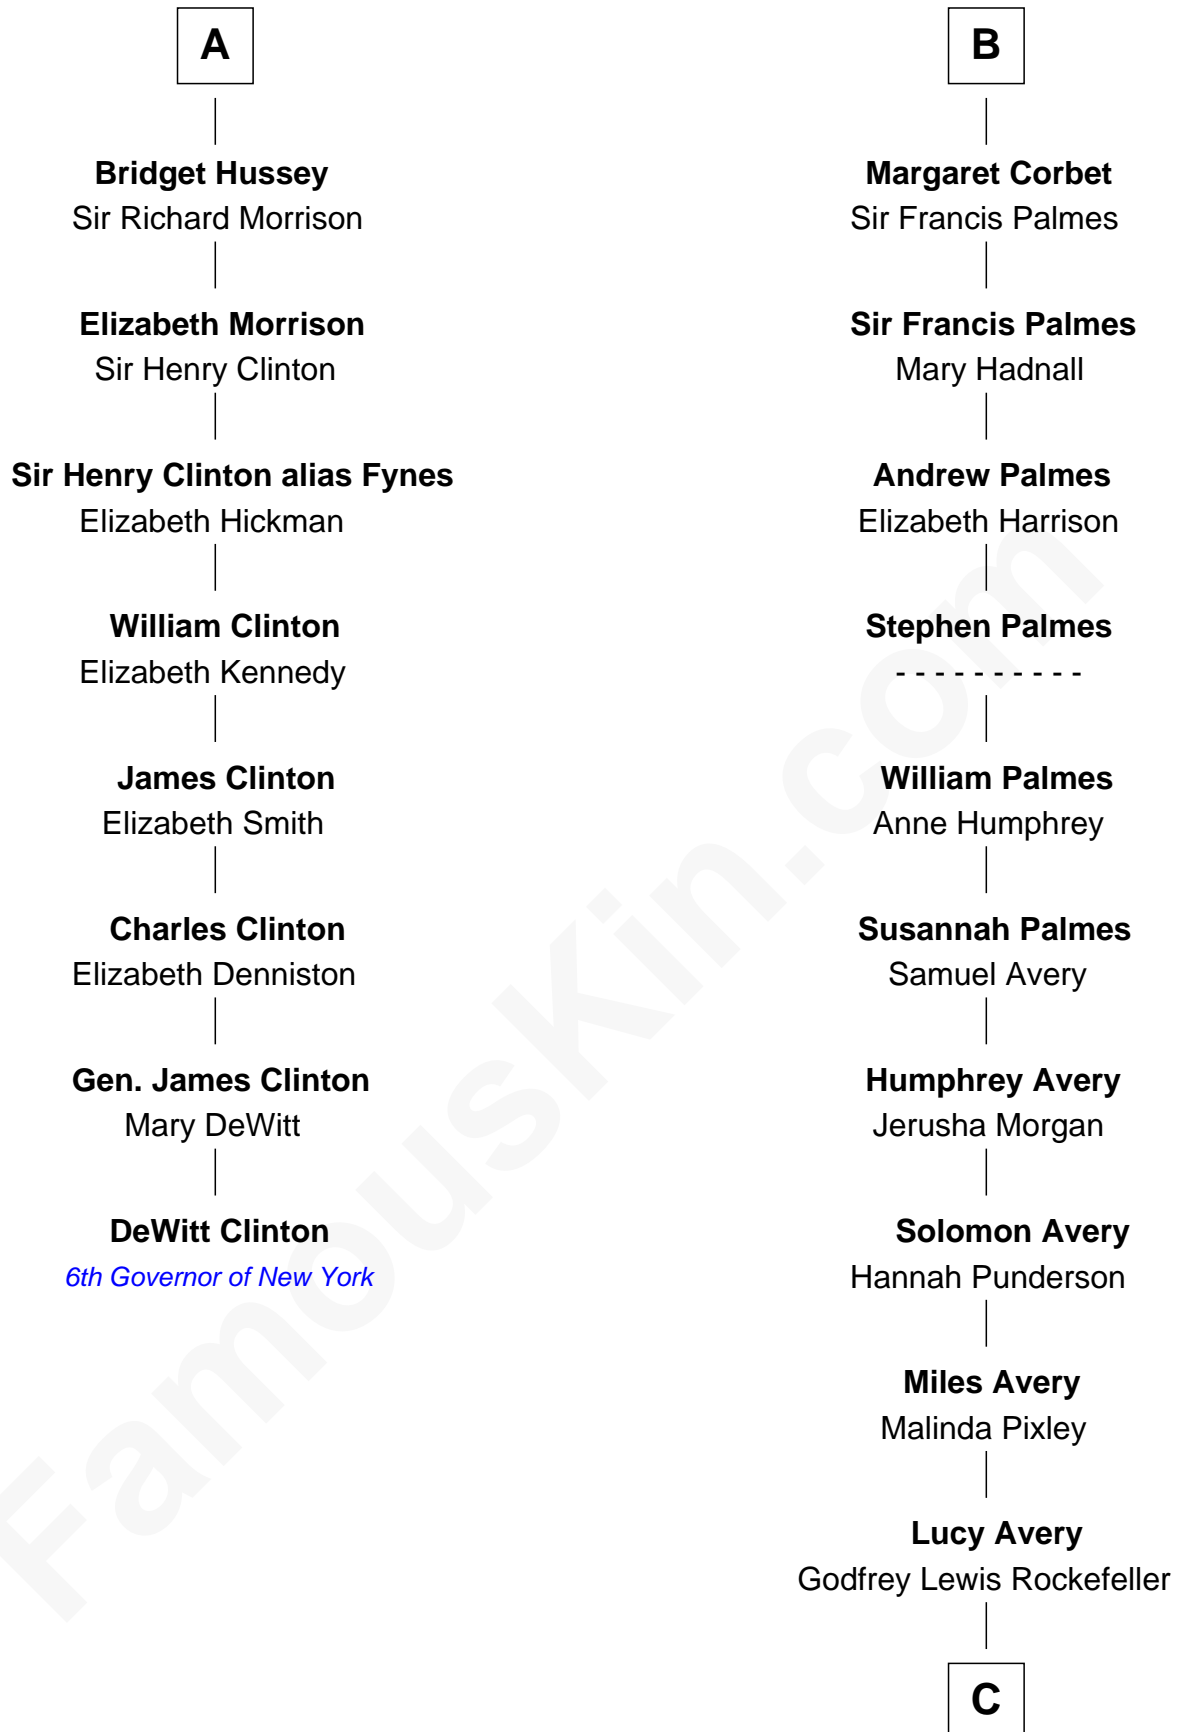 A
Bridget Hussey
Sir Richard Morrison
Elizabeth Morrison
Sir Henry Clinton
Sir Henry Clinton alias Fynes
Elizabeth Hickman
William Clinton
Elizabeth Kennedy
James Clinton
Elizabeth Smith
Charles Clinton
Elizabeth Denniston
Gen. James Clinton
Mary DeWitt
DeWitt Clinton
6th Governor of New York
B
Margaret Corbet
Sir Francis Palmes
Sir Francis Palmes
Mary Hadnall
Andrew Palmes
Elizabeth Harrison
Stephen Palmes
- - - - - - - - - -
William Palmes
Anne Humphrey
Susannah Palmes
Samuel Avery
Humphrey Avery
Jerusha Morgan
Solomon Avery
Hannah Punderson
Miles Avery
Malinda Pixley
Lucy Avery
Godfrey Lewis Rockefeller
C
FamousKin.com